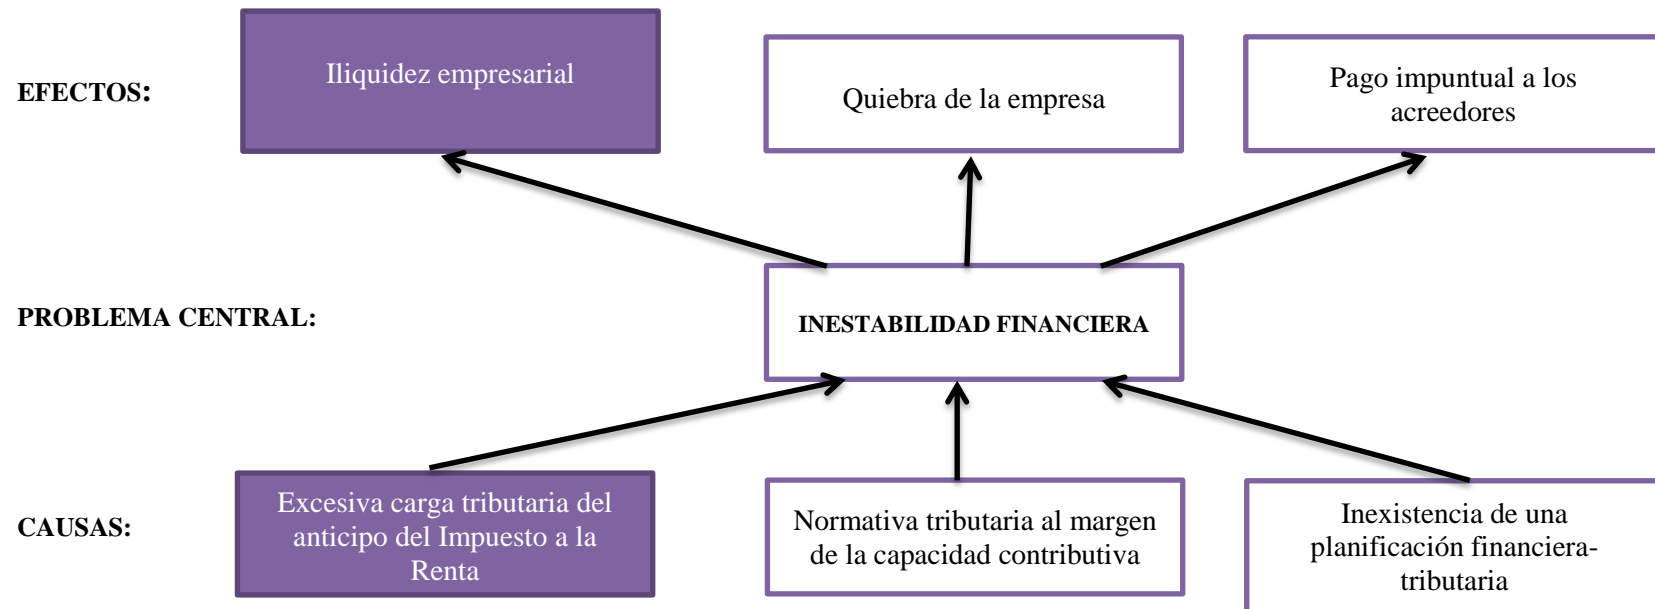 EFECTOS:
Iliquidez empresarial
Quiebra de la empresa
Pago impuntual a los
acreedores
PROBLEMA CENTRAL:
INESTABILIDAD FINANCIERA
CAUSAS:
Excesiva carga tributaria del
anticipo del Impuesto a la
Renta
Normativa tributaria al margen
de la capacidad contributiva
Inexistencia de una
planificación financiera-
tributaria